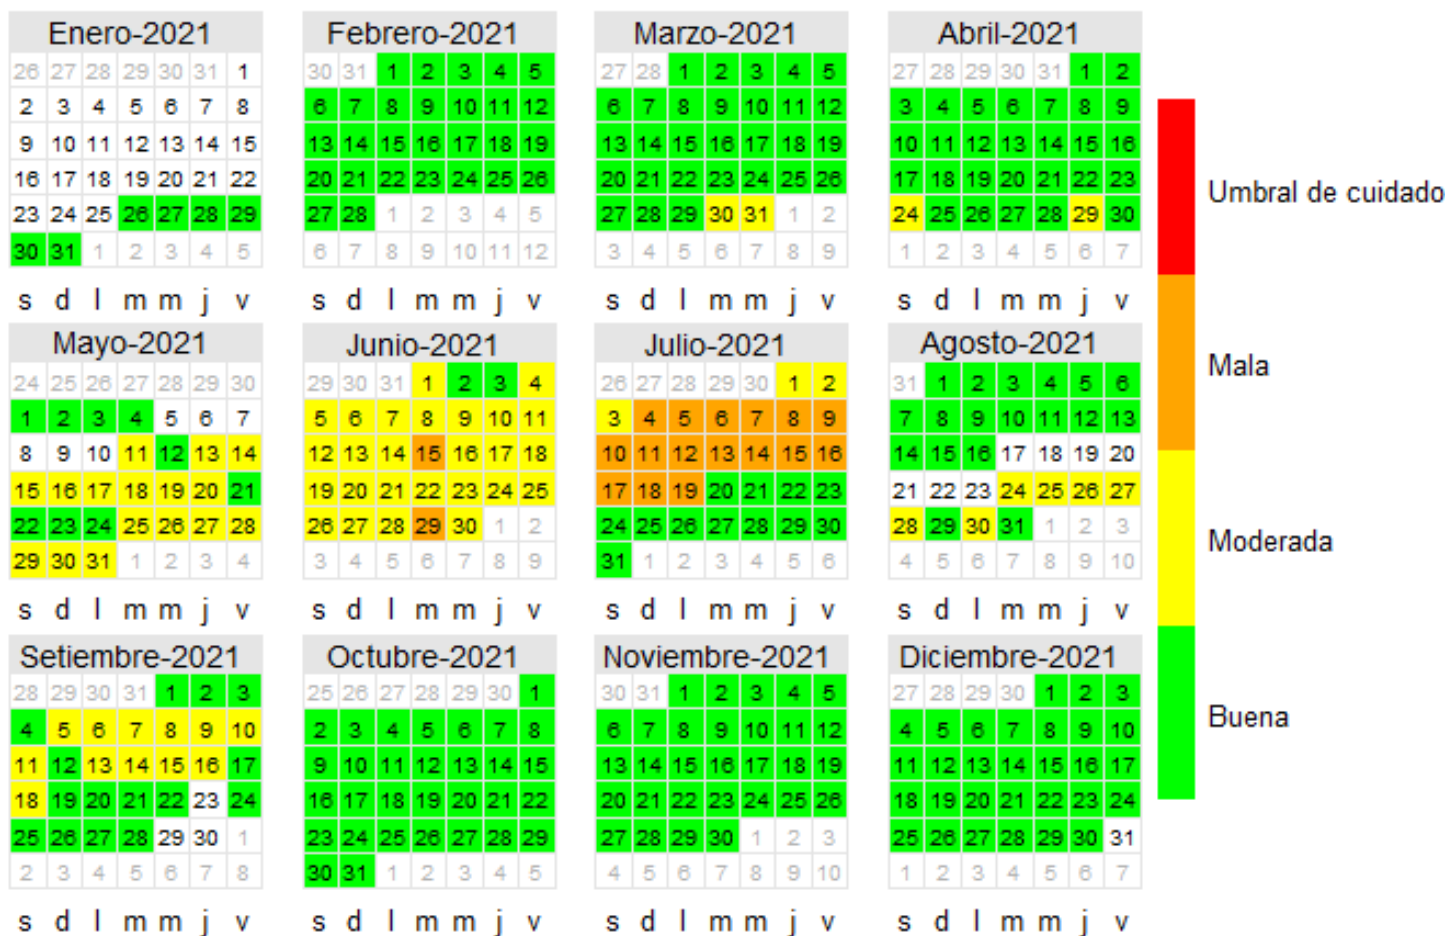 Enero-2021
26 27 28 29 30 31 1
2 3 4 5 6 7 8
9 10 11 12 13 14 15
16 17 18 19 20 21 22
23 24 25 26 27 28 29
30 31 1 2 3 4 5
s d l m m j v
Febrero-2021
30 31 1 2 3 4 5
6 7 8 9 10 11 12
13 14 15 16 17 18 19
20 21 22 23 24 25 26
27 28 1 2 3 4 5
6 7 8 9 10 11 12
s d l m m j v
Marzo-2021
27 28 1 2 3 4 5
6 7 8 9 10 11 12
13 14 15 16 17 18 19
20 21 22 23 24 25 26
27 28 29 30 31 1 2
3 4 5 6 7 8 9
s d l m m j v
Abril-2021
27 28 29 30 31 1 2
3 4 5 6 7 8 9
10 11 12 13 14 15 16
17 18 19 20 21 22 23
24 25 26 27 28 29 30
1 2 3 4 5 6 7
s d l m m j v
Mayo-2021
24 25 26 27 28 29 30
1 2 3 4 5 6 7
8 9 10 11 12 13 14
15 16 17 18 19 20 21
22 23 24 25 26 27 28
29 30 31 1 2 3 4
s d l m m j v
Junio-2021
29 30 31 1 2 3 4
5 6 7 8 9 10 11
12 13 14 15 16 17 18
19 20 21 22 23 24 25
26 27 28 29 30 1 2
3 4 5 6 7 8 9
s d l m m j v
Julio-2021
26 27 28 29 30 1 2
3 4 5 6 7 8 9
10 11 12 13 14 15 16
17 18 19 20 21 22 23
24 25 26 27 28 29 30
31 1 2 3 4 5 6
s d l m m j v
Agosto-2021
31 1 2 3 4 5 6
7 8 9 10 11 12 13
14 15 16 17 18 19 20
21 22 23 24 25 26 27
28 29 30 31 1 2 3
4 5 6 7 8 9 10
s d l m m j v
Setiembre-2021
28 29 30 31 1 2 3
4 5 6 7 8 9 10
11 12 13 14 15 16 17
18 19 20 21 22 23 24
25 26 27 28 29 30 1
2 3 4 5 6 7 8
s d l m m j v
Octubre-2021
25 26 27 28 29 30 1
2 3 4 5 6 7 8
9 10 11 12 13 14 15
16 17 18 19 20 21 22
23 24 25 26 27 28 29
30 31 1 2 3 4 5
s d l m m j v
Noviembre-2021
30 31 1 2 3 4 5
6 7 8 9 10 11 12
13 14 15 16 17 18 19
20 21 22 23 24 25 26
27 28 29 30 1 2 3
4 5 6 7 8 9 10
s d l m m j v
Diciembre-2021
27 28 29 30 1 2 3
4 5 6 7 8 9 10
11 12 13 14 15 16 17
18 19 20 21 22 23 24
25 26 27 28 29 30 31
1 2 3 4 5 6 7
s d l m m j v
Umbral de cuidado
Mala
Moderada
Buena